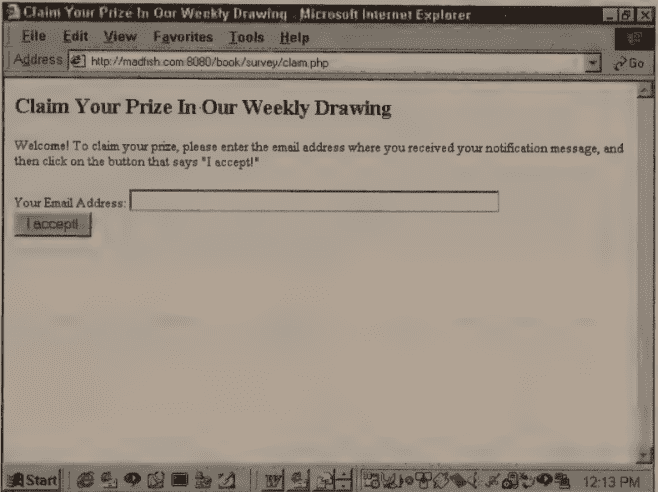 Claim Your Prize In Our Weekly Drawing - Microsoft Internet Explorer
File Edit View Favorites Tools Help
Address http://madfish.com:8080/book/survey/claim.php Go
Claim Your Prize In Our Weekly Drawing
Welcome! To claim your prize, please enter the email address where you received your notification message, and
then click on the button that says "I accept!"
Your Email Address:
I accept!
Start 12:13 PM